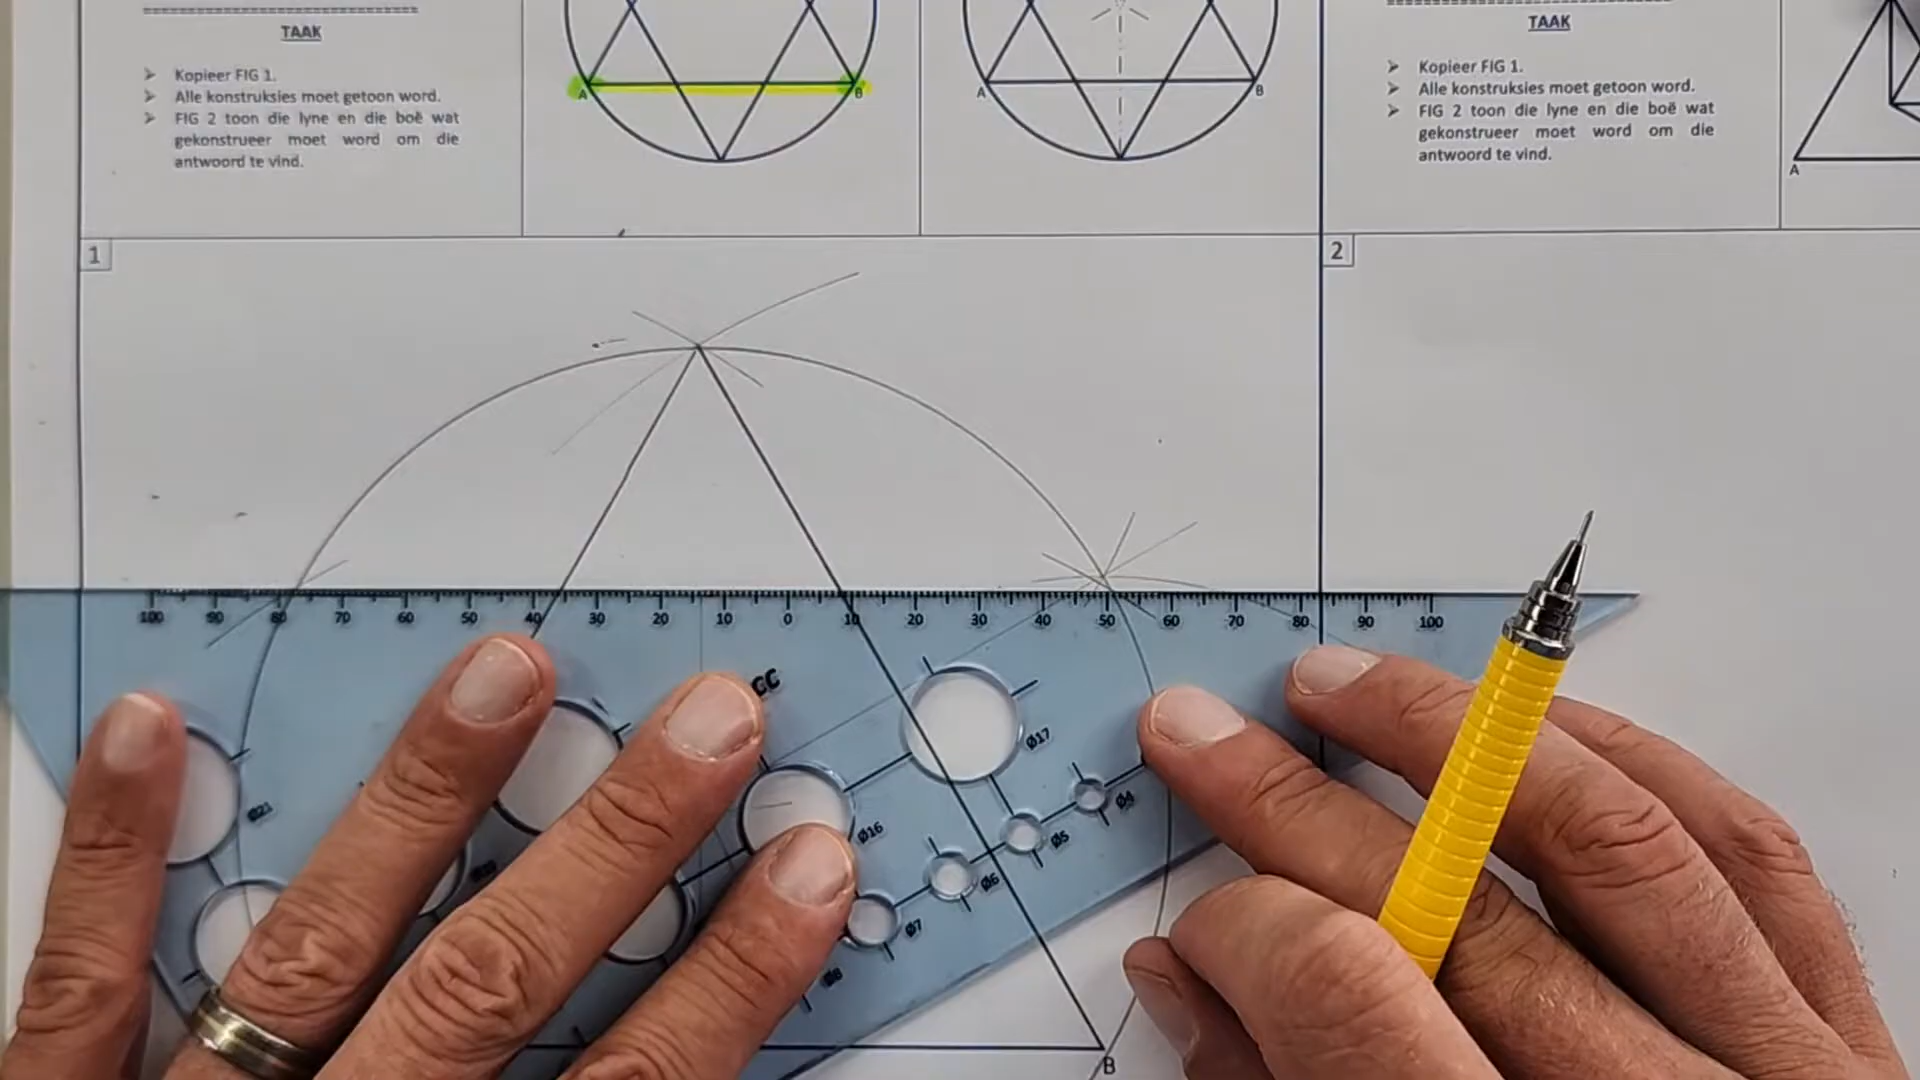 TAAK
Kopieer FIG 1.
Alle konstruksies moet getoon word.
FIG 2 toon die lyne en die boë wat
gekonstrueer moet word om die
antwoord te vind.
A
B
A
B
TAAK
Kopieer FIG 1.
Alle konstruksies moet getoon word.
FIG 2 toon die lyne en die boë wat
gekonstrueer moet word om die
antwoord te vind.
A
1
2
100 90 80 70 60 50 40 30 20 10 0 10 20 30 40 50 60 70 80 90 100
GC
Ø17
Ø4
Ø21
Ø16
Ø5
Ø6
Ø7
Ø8
B